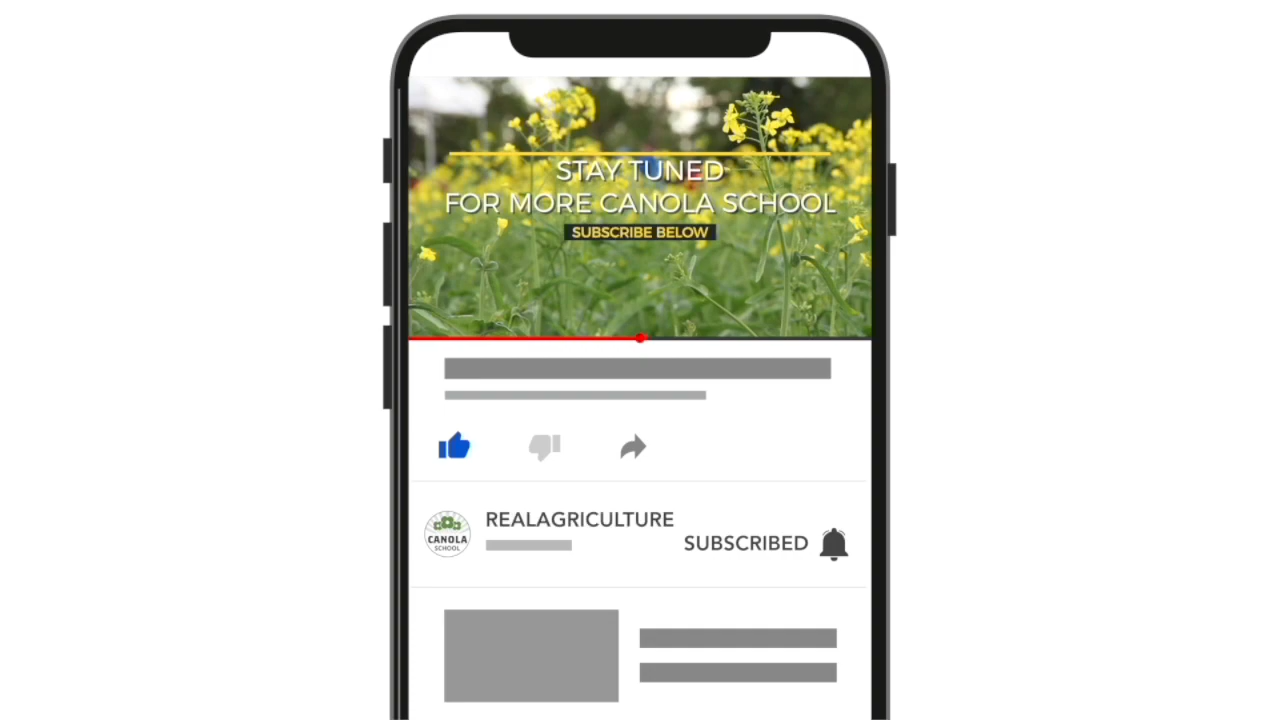 STAY TUNED
FOR MORE CANOLA SCHOOL
SUBSCRIBE BELOW
REALAGRICULTURE
CANOLA
SCHOOL
SUBSCRIBED